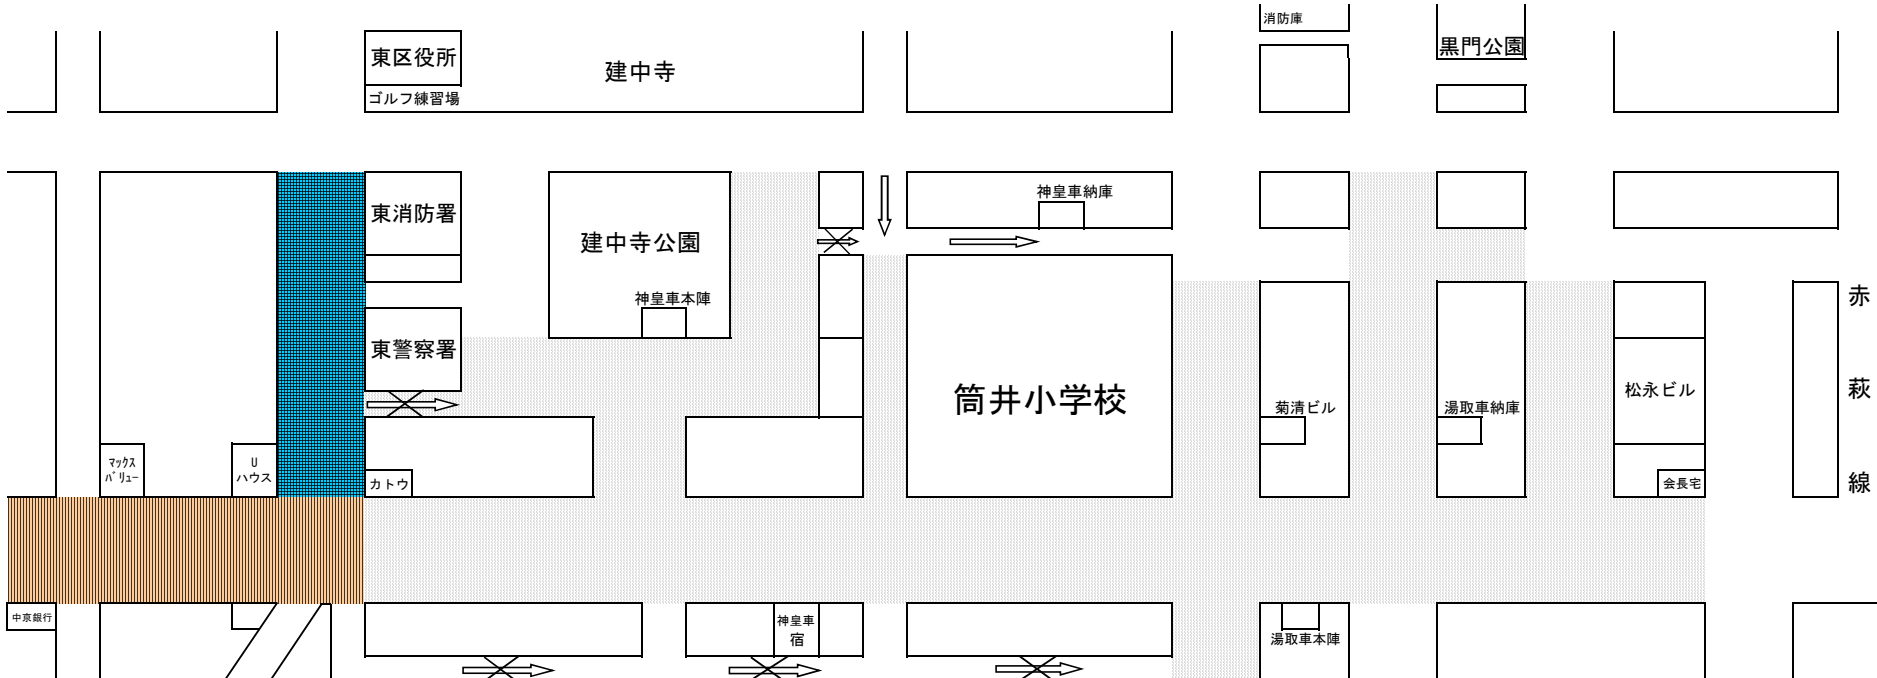 消防庫
黒門公園
東区役所
建中寺
ゴルフ練習場
神皇車納庫
東消防署
建中寺公園
神皇車本陣
赤
萩
線
東警察署
筒井小学校
松永ビル
菊清ビル
湯取車納庫
マックス
バリュー
U
ハウス
カトウ
会長宅
中京銀行
神皇車
宿
湯取車本陣